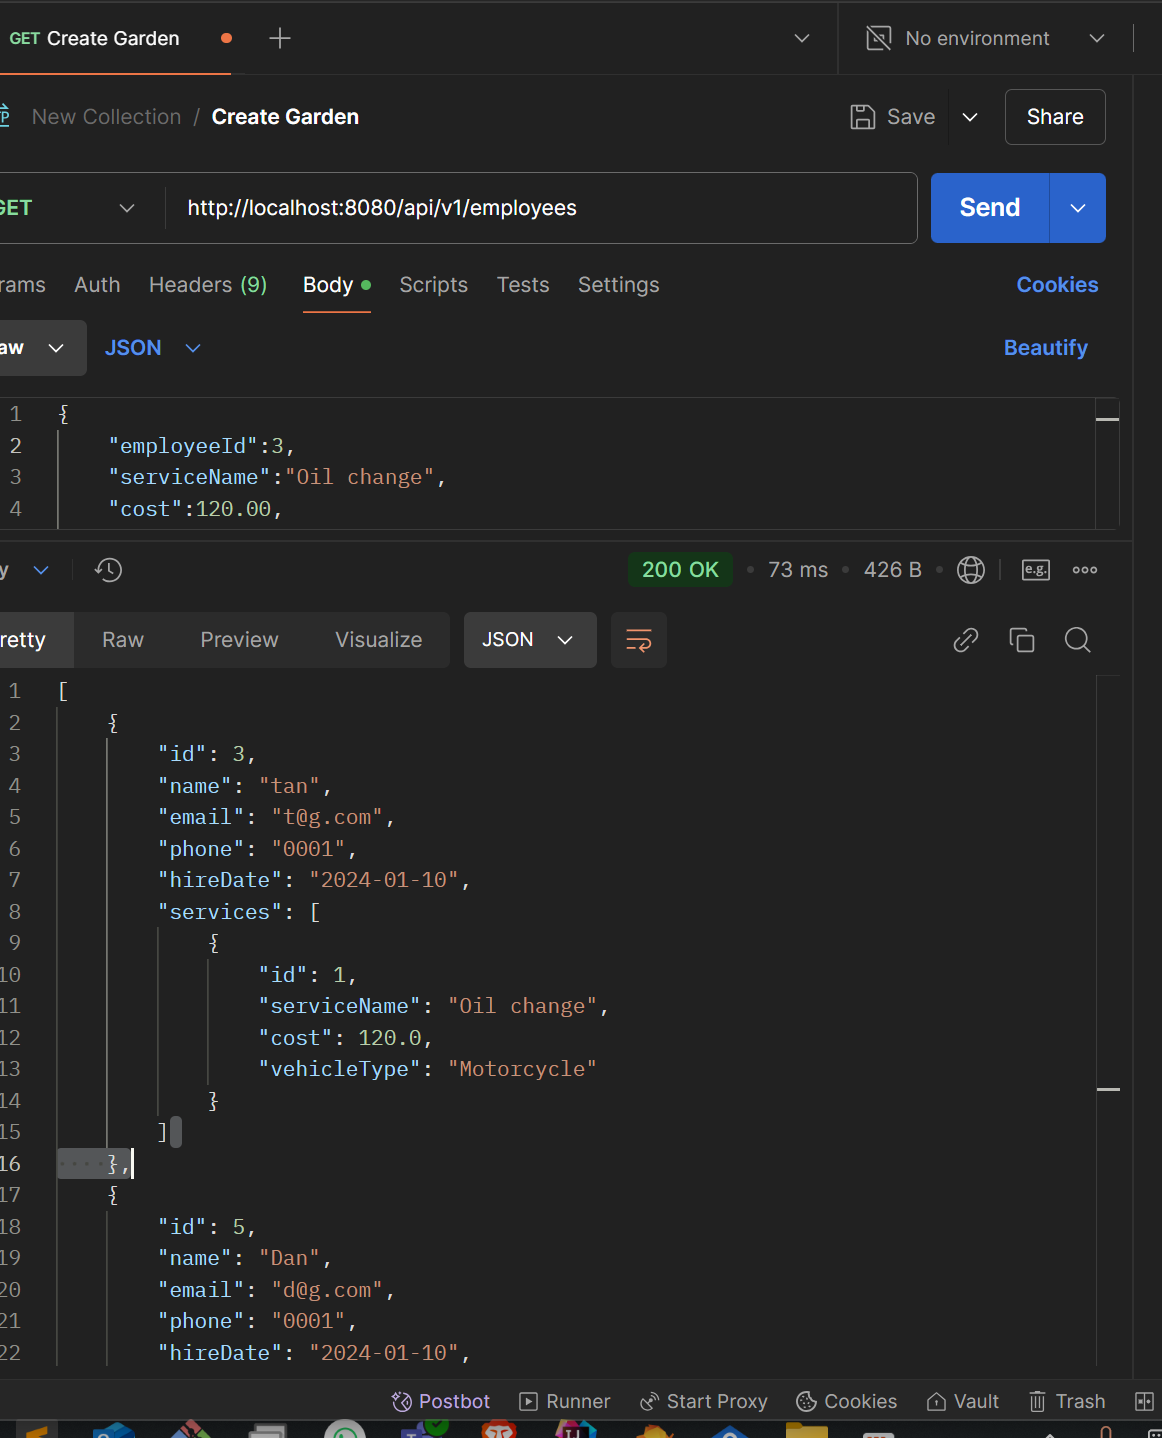 GET Create Garden
No environment
New Collection / Create Garden
Save
Share
GET
http://localhost:8080/api/v1/employees
Send
rams Auth Headers (9) Body Scripts Tests Settings
Cookies
aw
JSON
Beautify
1 {
2 "employeeId":3,
3 "serviceName":"Oil change",
4 "cost":120.00,
y
200 OK • 73 ms • 426 B
e.g.
retty Raw Preview Visualize JSON
1 [
2 {
3 "id": 3,
4 "name": "tan",
5 "email": "t@g.com",
6 "phone": "0001",
7 "hireDate": "2024-01-10",
8 "services": [
9 {
10 "id": 1,
11 "serviceName": "Oil change",
12 "cost": 120.0,
13 "vehicleType": "Motorcycle"
14 }
15 ]
16 },
17 {
18 "id": 5,
19 "name": "Dan",
20 "email": "d@g.com",
21 "phone": "0001",
22 "hireDate": "2024-01-10",
Postbot Runner Start Proxy Cookies Vault Trash